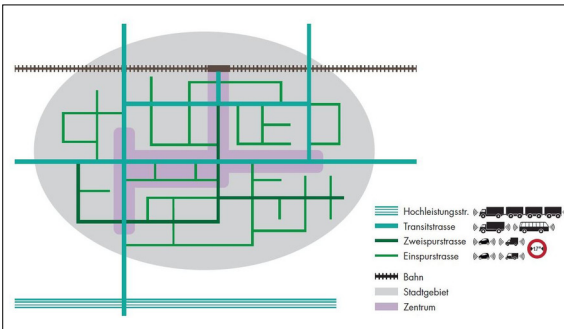 Hochleistungsstr.
Transitstrasse
Zweispurstrasse
Einspurstrasse
Bahn
Stadtgebiet
Zentrum